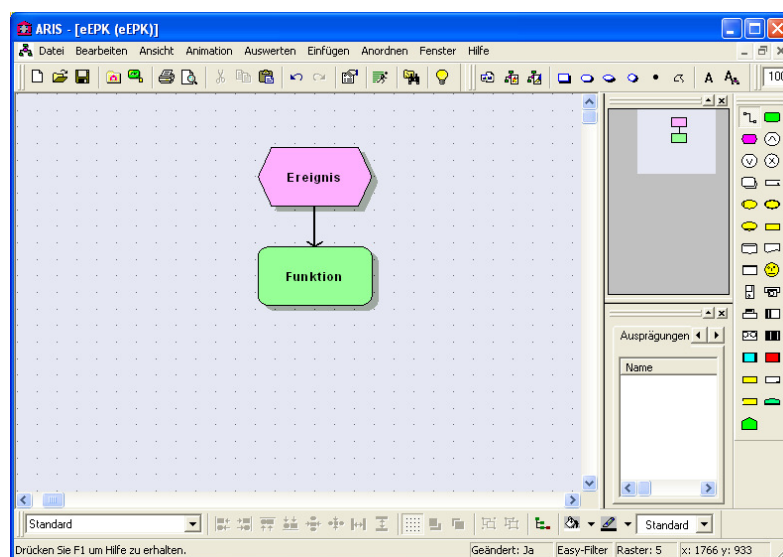 ARIS - [eEPK (eEPK)]
Datei Bearbeiten Ansicht Animation Auswerten Einfügen Anordnen Fenster Hilfe
A A 100
Ereignis
Funktion
Ausprägungen
Name
Standard
Standard
Drücken Sie F1 um Hilfe zu erhalten.
Geändert: Ja Easy-Filter Raster: 5 x: 1766 y: 933